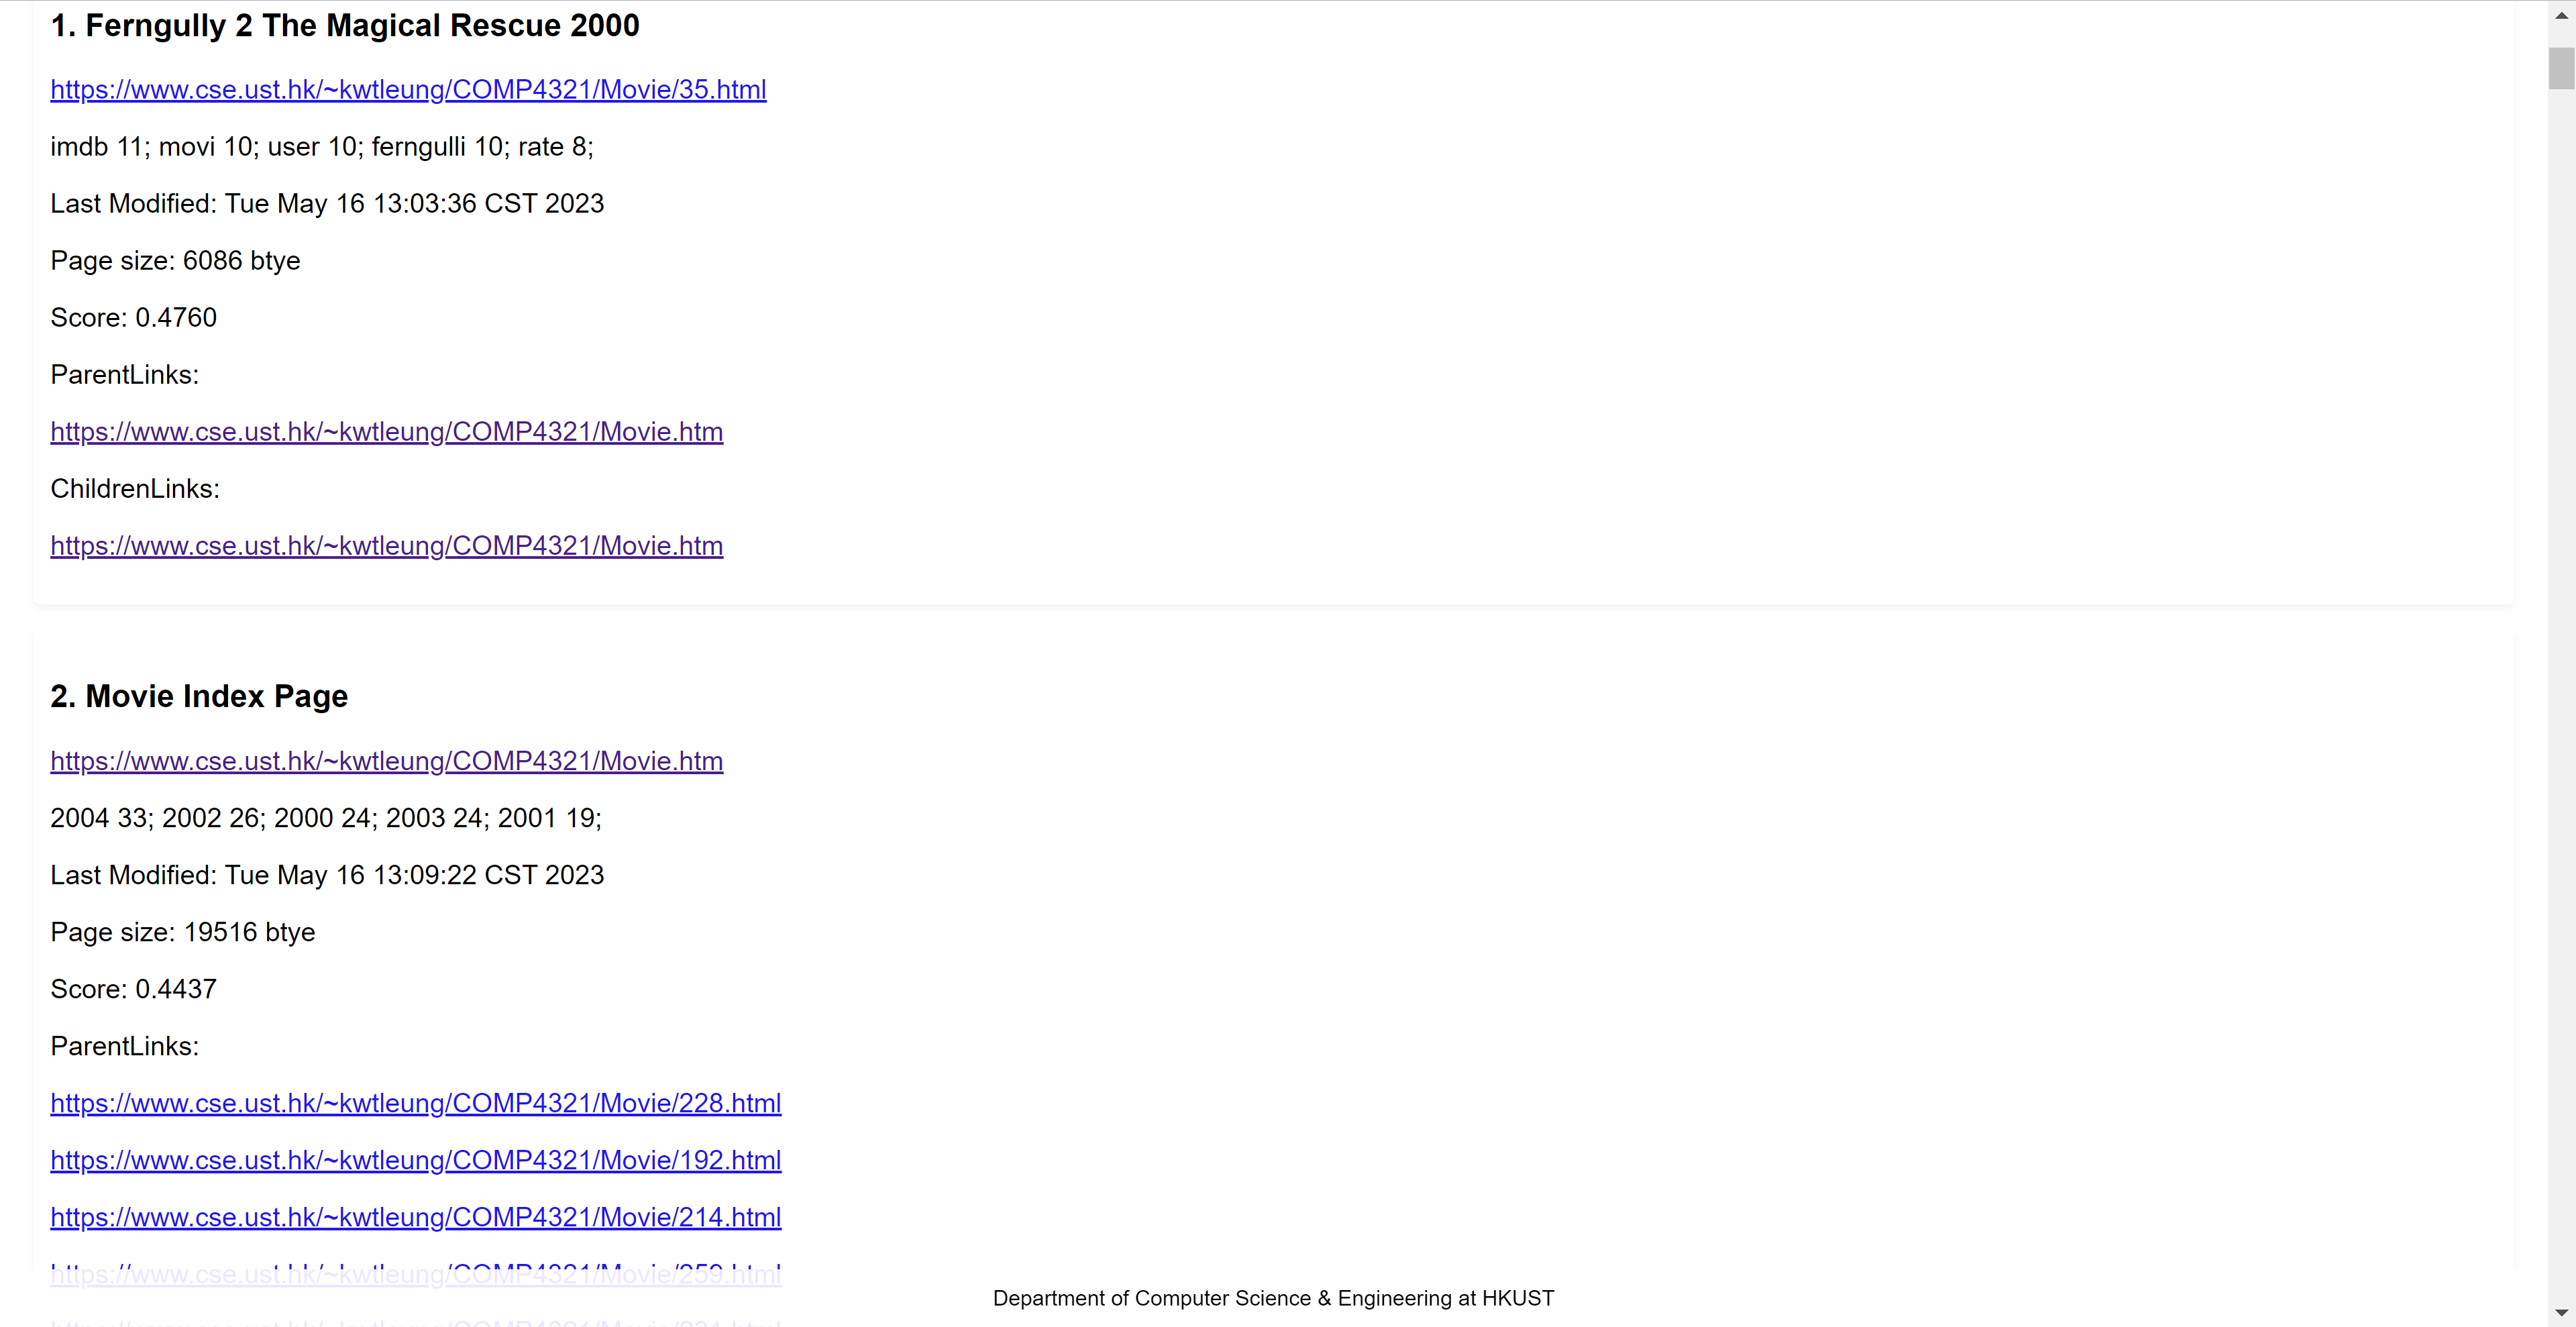 1. Ferngully 2 The Magical Rescue 2000
https://www.cse.ust.hk/~kwtleung/COMP4321/Movie/35.html
imdb 11; movi 10; user 10; ferngulli 10; rate 8;
Last Modified: Tue May 16 13:03:36 CST 2023
Page size: 6086 btye
Score: 0.4760
ParentLinks:
https://www.cse.ust.hk/~kwtleung/COMP4321/Movie.htm
ChildrenLinks:
https://www.cse.ust.hk/~kwtleung/COMP4321/Movie.htm
2. Movie Index Page
https://www.cse.ust.hk/~kwtleung/COMP4321/Movie.htm
2004 33; 2002 26; 2000 24; 2003 24; 2001 19;
Last Modified: Tue May 16 13:09:22 CST 2023
Page size: 19516 btye
Score: 0.4437
ParentLinks:
https://www.cse.ust.hk/~kwtleung/COMP4321/Movie/228.html
https://www.cse.ust.hk/~kwtleung/COMP4321/Movie/192.html
https://www.cse.ust.hk/~kwtleung/COMP4321/Movie/214.html
https://www.cse.ust.hk/~kwtleung/COMP4321/Movie/259.html
Department of Computer Science & Engineering at HKUST